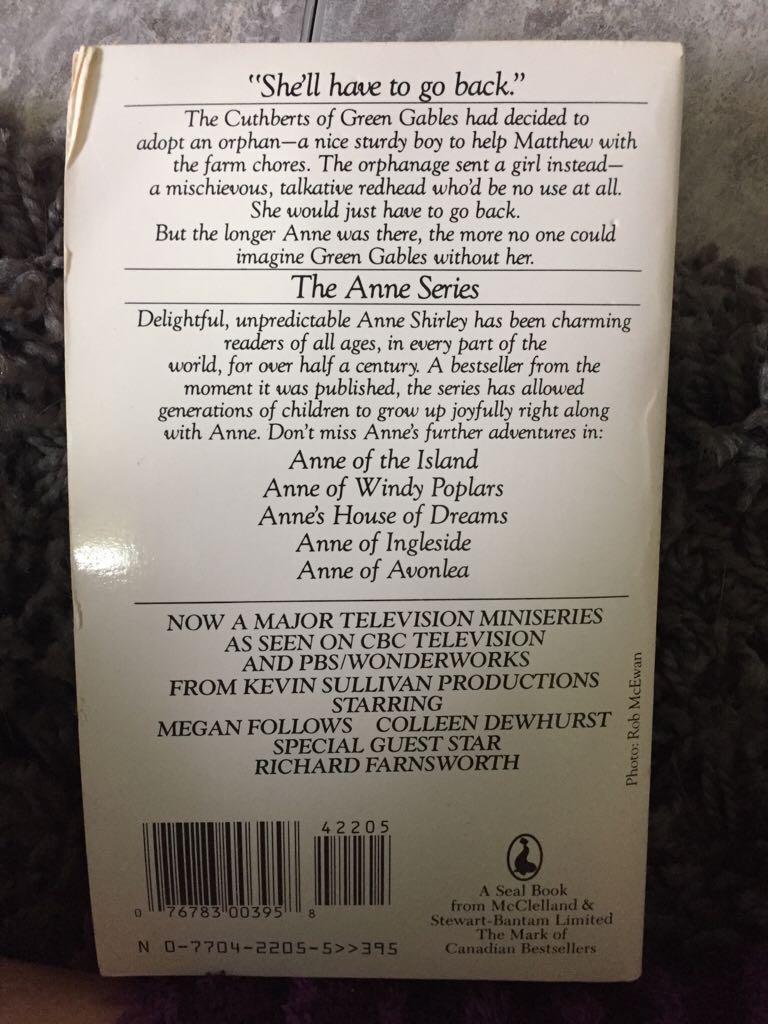 "She'll have to go back."
The Cuthberts of Green Gables had decided to
adopt an orphan—a nice sturdy boy to help Matthew with
the farm chores. The orphanage sent a girl instead—
a mischievous, talkative redhead who'd be no use at all.
She would just have to go back.
But the longer Anne was there, the more no one could
imagine Green Gables without her.
The Anne Series
Delightful, unpredictable Anne Shirley has been charming
readers of all ages, in every part of the
world, for over half a century. A bestseller from the
moment it was published, the series has allowed
generations of children to grow up joyfully right along
with Anne. Don't miss Anne's further adventures in:
Anne of the Island
Anne of Windy Poplars
Anne's House of Dreams
Anne of Ingleside
Anne of Avonlea
NOW A MAJOR TELEVISION MINISERIES
AS SEEN ON CBC TELEVISION
AND PBS/WONDERWORKS
FROM KEVIN SULLIVAN PRODUCTIONS
STARRING
MEGAN FOLLOWS COLLEEN DEWHURST
SPECIAL GUEST STAR
RICHARD FARNSWORTH
Photo: Rob McEwan
42205
0 76783 00395 8
N 0-7704-2205-5>>395
A Seal Book
from McClelland &
Stewart-Bantam Limited
The Mark of
Canadian Bestsellers